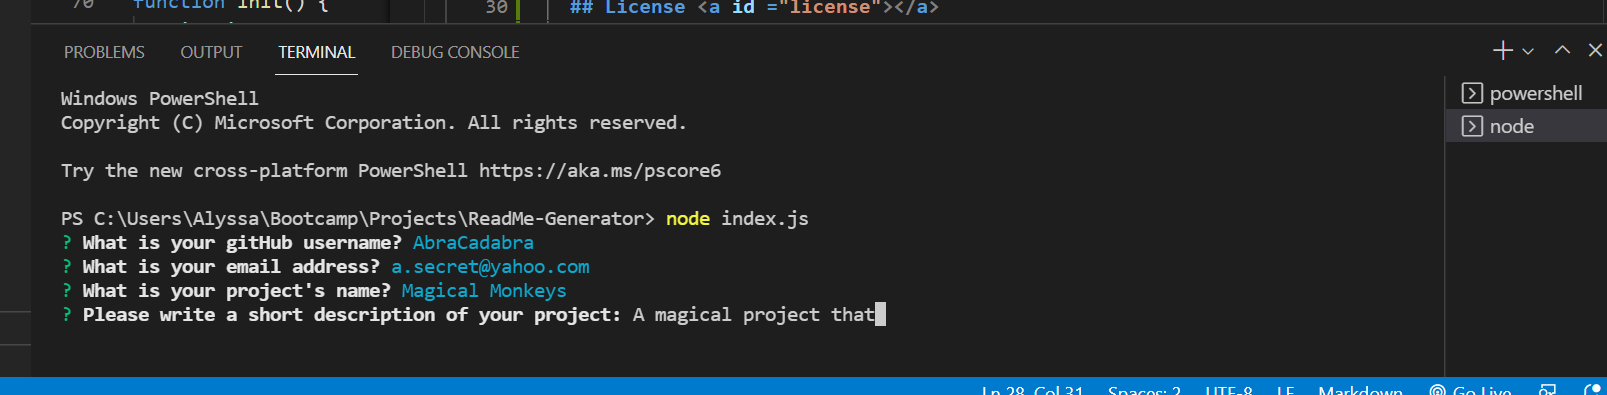 70 function init() {
30 ## License <a id ="license"></a>
PROBLEMS OUTPUT TERMINAL DEBUG CONSOLE
Windows PowerShell
Copyright (C) Microsoft Corporation. All rights reserved.
Try the new cross-platform PowerShell https://aka.ms/pscore6
PS C:\Users\Alyssa\Bootcamp\Projects\ReadMe-Generator> node index.js
? What is your gitHub username? AbraCadabra
? What is your email address? a.secret@yahoo.com
? What is your project's name? Magical Monkeys
? Please write a short description of your project: A magical project that
powershell
node
Ln 28, Col 31 Spaces: 2 UTF-8 LF Markdown Go Live